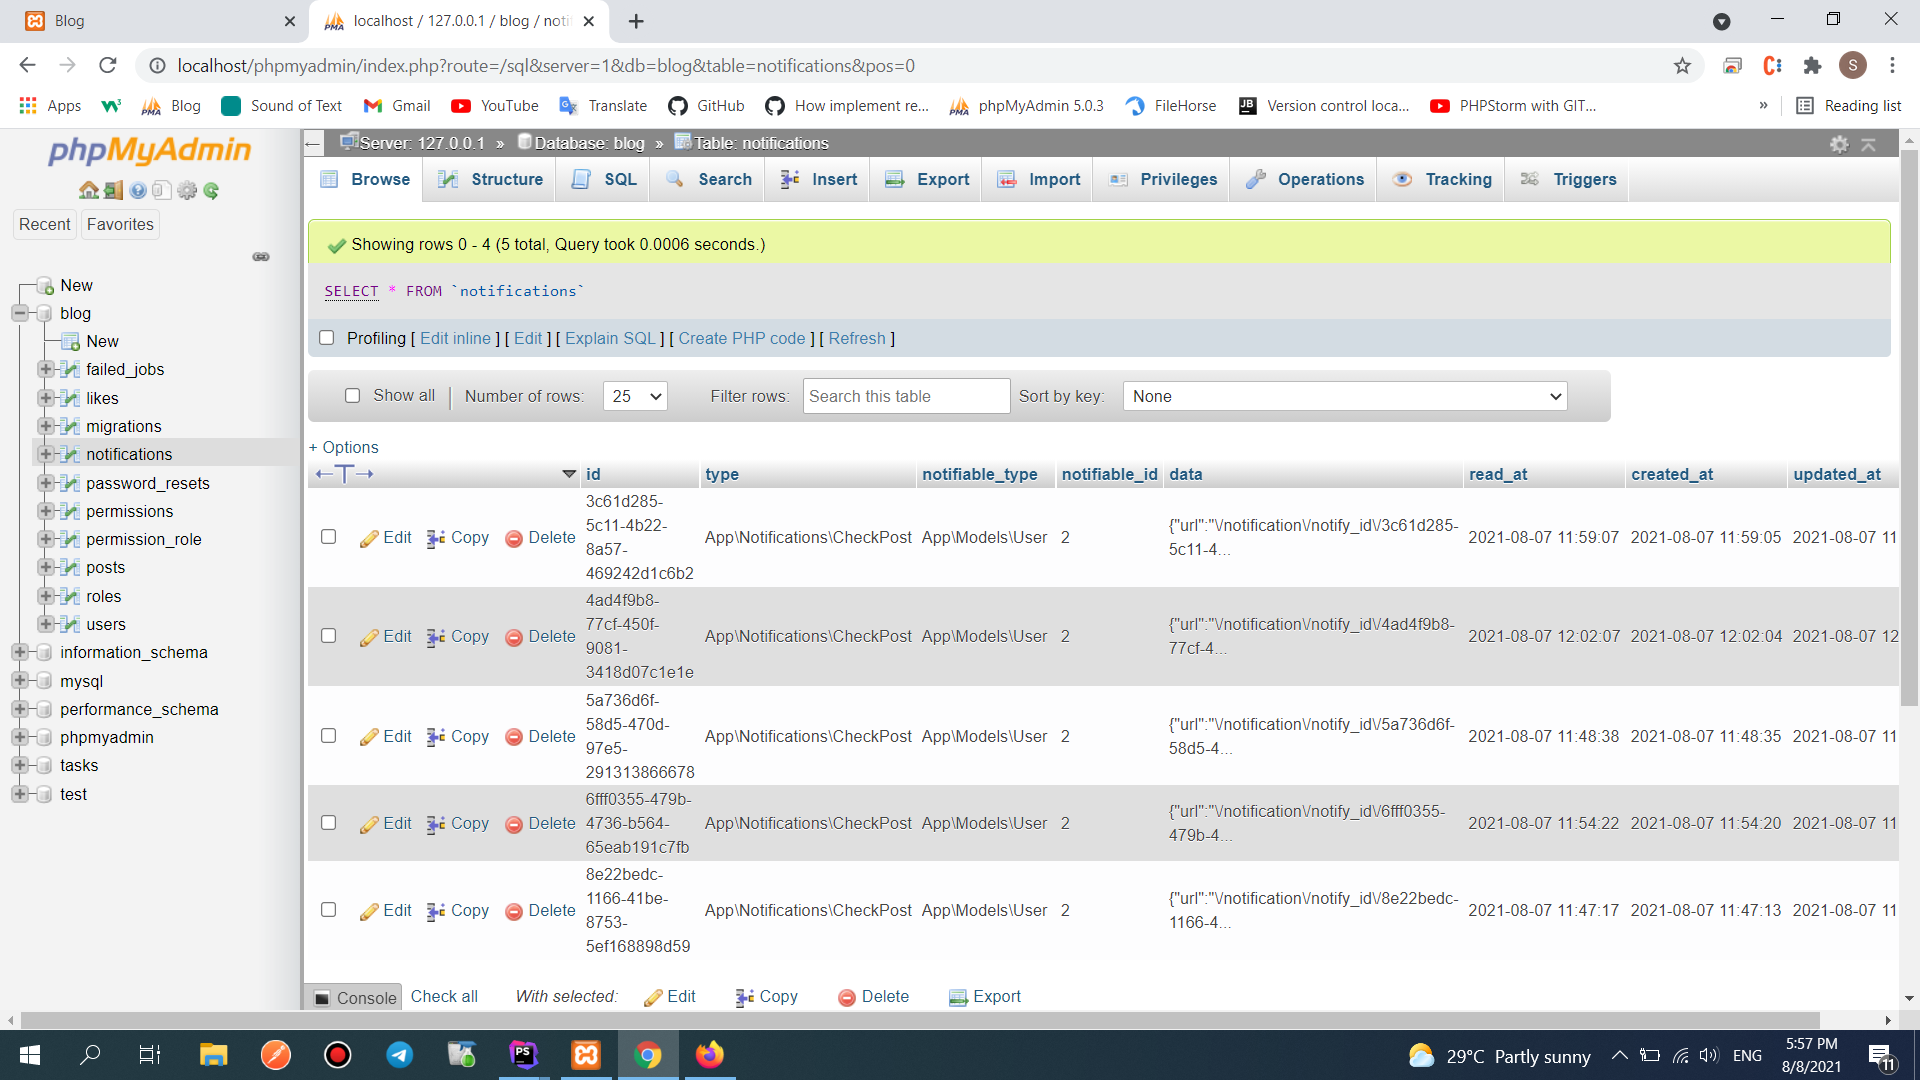 Blog
localhost / 127.0.0.1 / blog / noti
localhost/phpmyadmin/index.php?route=/sql&server=1&db=blog&table=notifications&pos=0
S
Apps
Blog
Sound of Text
Gmail
YouTube
Translate
GitHub
How implement re...
phpMyAdmin 5.0.3
FileHorse
Version control loca...
PHPStorm with GIT...
»
Reading list
phpMyAdmin
Recent
Favorites
New
blog
New
failed_jobs
likes
migrations
notifications
password_resets
permissions
permission_role
posts
roles
users
information_schema
mysql
performance_schema
phpmyadmin
tasks
test
Server: 127.0.0.1 » Database: blog » Table: notifications
Browse Structure SQL Search Insert Export Import Privileges Operations Tracking Triggers
Showing rows 0 - 4 (5 total, Query took 0.0006 seconds.)
SELECT * FROM `notifications`
Profiling [ Edit inline ] [ Edit ] [ Explain SQL ] [ Create PHP code ] [ Refresh ]
Show all | Number of rows: 25 Filter rows: Search this table Sort by key: None
+ Options
id type notifiable_type notifiable_id data read_at created_at updated_at
Edit Copy Delete
3c61d285-
5c11-4b22-
8a57-
469242d1c6b2
App\Notifications\CheckPost App\Models\User 2
{"url":"\/notification\/notify_id\/3c61d285-
5c11-4...
2021-08-07 11:59:07 2021-08-07 11:59:05 2021-08-07 11
Edit Copy Delete
4ad4f9b8-
77cf-450f-
9081-
3418d07c1e1e
App\Notifications\CheckPost App\Models\User 2
{"url":"\/notification\/notify_id\/4ad4f9b8-
77cf-4...
2021-08-07 12:02:07 2021-08-07 12:02:04 2021-08-07 12
Edit Copy Delete
5a736d6f-
58d5-470d-
97e5-
291313866678
App\Notifications\CheckPost App\Models\User 2
{"url":"\/notification\/notify_id\/5a736d6f-
58d5-4...
2021-08-07 11:48:38 2021-08-07 11:48:35 2021-08-07 11
Edit Copy Delete
6fff0355-479b-
4736-b564-
65eab191c7fb
App\Notifications\CheckPost App\Models\User 2
{"url":"\/notification\/notify_id\/6fff0355-
479b-4...
2021-08-07 11:54:22 2021-08-07 11:54:20 2021-08-07 11
Edit Copy Delete
8e22bedc-
1166-41be-
8753-
5ef168898d59
App\Notifications\CheckPost App\Models\User 2
{"url":"\/notification\/notify_id\/8e22bedc-
1166-4...
2021-08-07 11:47:17 2021-08-07 11:47:13 2021-08-07 11
Console Check all With selected: Edit Copy Delete Export
29°C Partly sunny
ENG
5:57 PM
8/8/2021
11